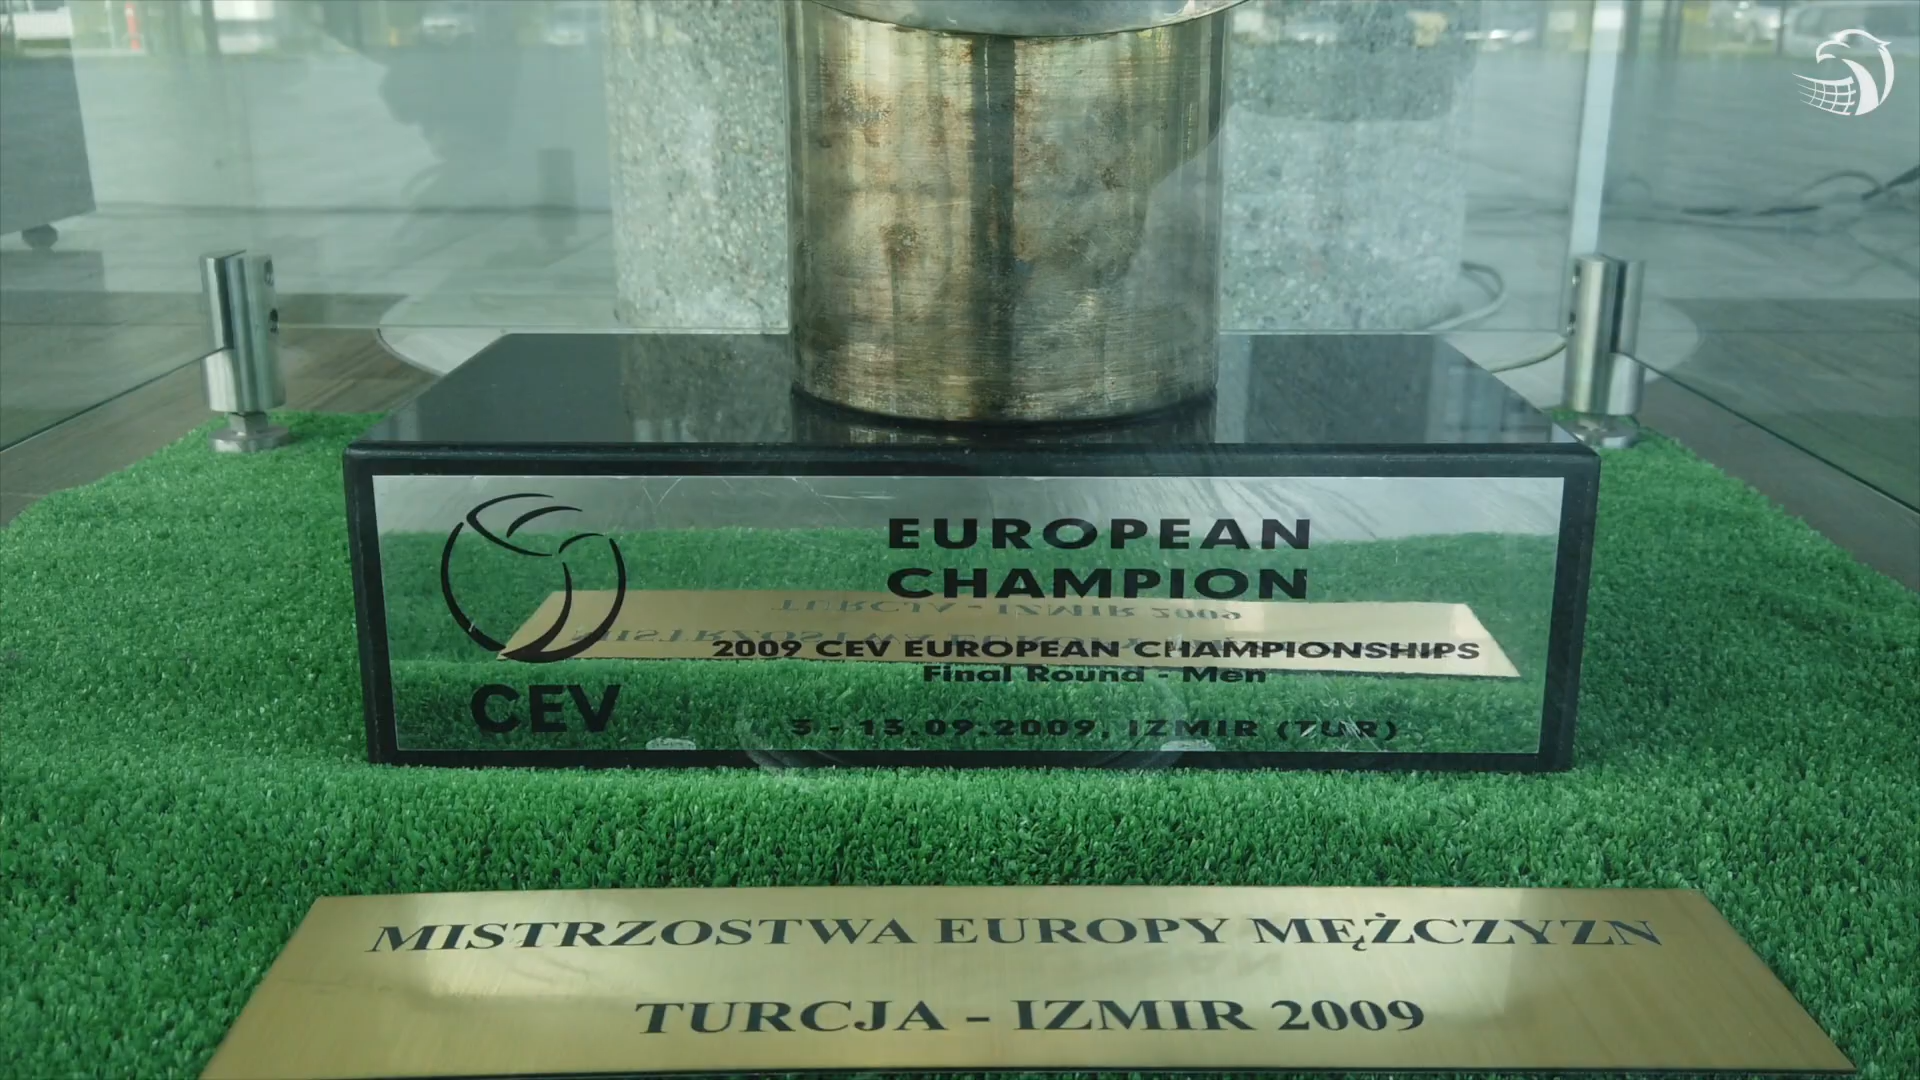 EUROPEAN
CHAMPION
2009 CEV EUROPEAN CHAMPIONSHIPS
Final Round - Men
3 - 13.09.2009, IZMIR (TUR)
CEV
MISTRZOSTWA EUROPY MĘŻCZYZN
TURCJA - IZMIR 2009